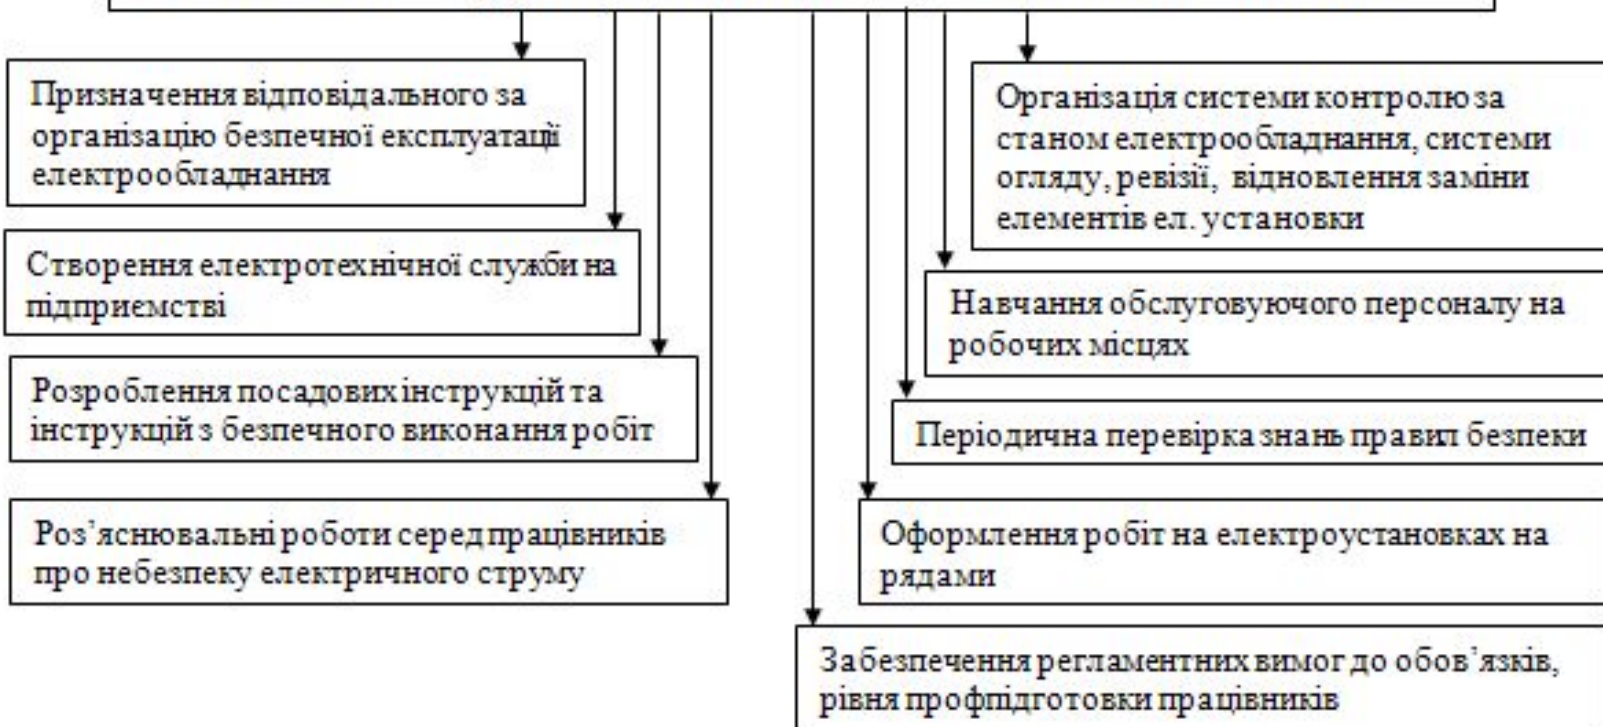 Призначення відповідального за
організацію безпечної експлуатації
електрообладнання
Створення електротехнічної служби на
підприємстві
Розроблення посадових інструкцій та
інструкцій з безпечного виконання робіт
Роз’яснювальні роботи серед працівників
про небезпеку електричного струму
Організація системи контролю за
станом електрообладнання, системи
огляду, ревізії, відновлення заміни
елементів ел. установки
Навчання обслуговуючого персоналу на
робочих місцях
Періодична перевірка знань правил безпеки
Оформлення робіт на електроустановках на
рядами
Забезпечення регламентних вимог до обов’язків,
рівня профпідготовки працівників